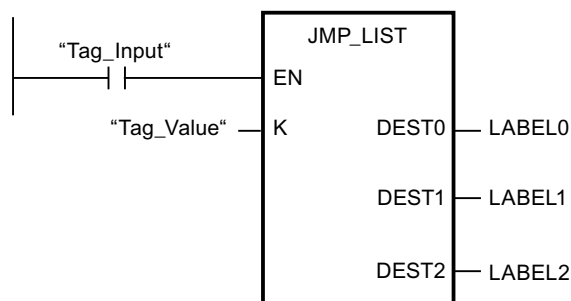 JMP_LIST
“Tag_Input“
EN
“Tag_Value“ K DEST0 LABEL0
DEST1 LABEL1
DEST2 LABEL2